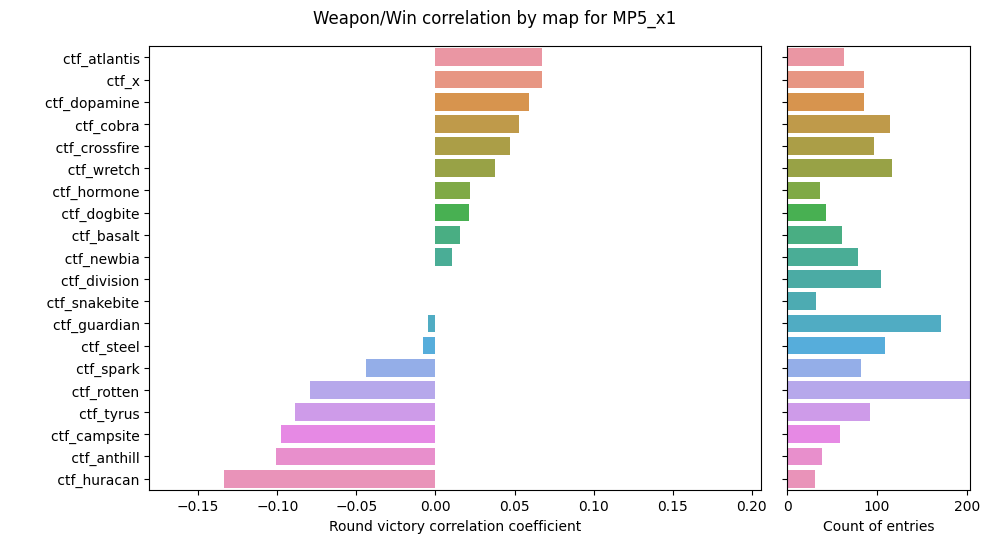 Weapon/Win correlation by map for MP5_x1
ctf_atlantis
ctf_x
ctf_dopamine
ctf_cobra
ctf_crossfire
ctf_wretch
ctf_hormone
ctf_dogbite
ctf_basalt
ctf_newbia
ctf_division
ctf_snakebite
ctf_guardian
ctf_steel
ctf_spark
ctf_rotten
ctf_tyrus
ctf_campsite
ctf_anthill
ctf_huracan
−0.15 −0.10 −0.05 0.00 0.05 0.10 0.15 0.20
Round victory correlation coefficient
0 100 200
Count of entries